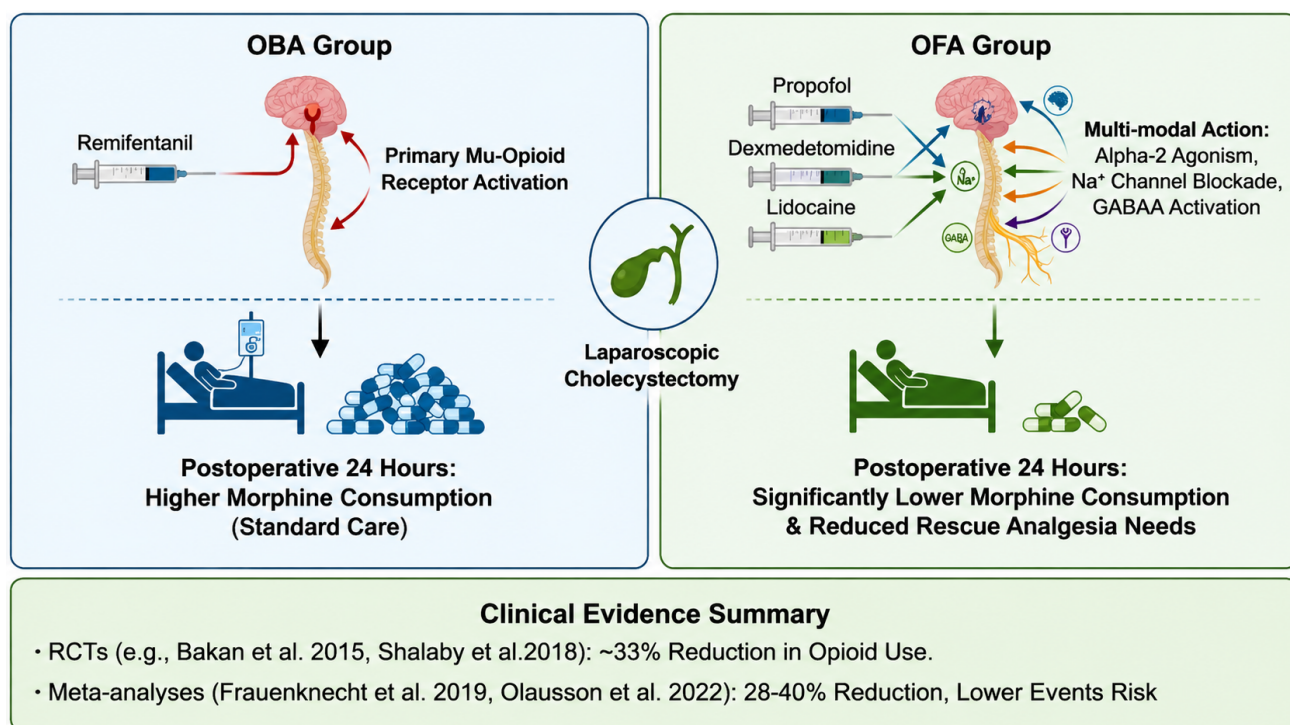 OBA Group
Remifentanil
Primary Mu-Opioid
Receptor Activation
Postoperative 24 Hours:
Higher Morphine Consumption
(Standard Care)
Laparoscopic
Cholecystectomy
OFA Group
Propofol
Dexmedetomidine
Lidocaine
Na⁺
GABA
Multi-modal Action:
Alpha-2 Agonism,
Na⁺ Channel Blockade,
GABAA Activation
Postoperative 24 Hours:
Significantly Lower Morphine Consumption
& Reduced Rescue Analgesia Needs
Clinical Evidence Summary
• RCTs (e.g., Bakan et al. 2015, Shalaby et al.2018): ~33% Reduction in Opioid Use.
• Meta-analyses (Frauenknecht et al. 2019, Olausson et al. 2022): 28-40% Reduction, Lower Events Risk